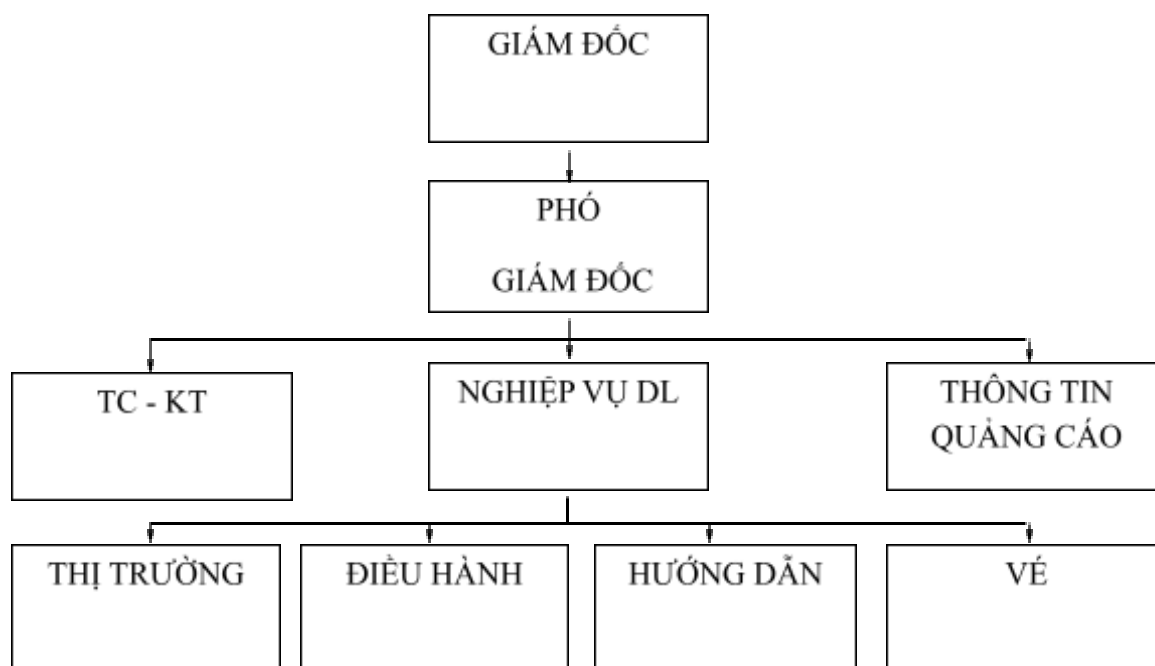 GIÁM ĐỐC
PHÓ
GIÁM ĐỐC
TC - KT
NGHIỆP VỤ DL
THÔNG TIN
QUẢNG CÁO
THỊ TRƯỜNG
ĐIỀU HÀNH
HƯỚNG DẪN
VÉ